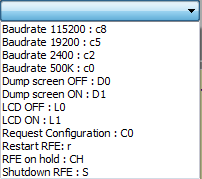 Baudrate 115200 : c8
Baudrate 19200 : c5
Baudrate 2400 : c2
Baudrate 500K : c0
Dump screen OFF : D0
Dump screen ON : D1
LCD OFF : L0
LCD ON : L1
Request Configuration : C0
Restart RFE: r
RFE on hold : CH
Shutdown RFE : S